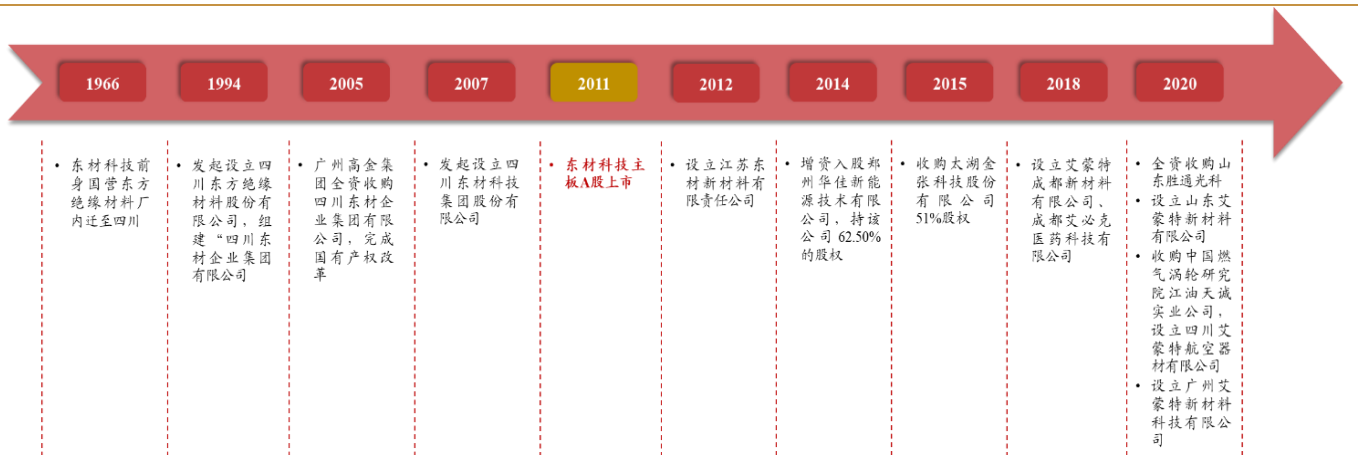 1966
1994
2005
2007
2011
2012
2014
2015
2018
2020
• 东材科技前
身国营东方
绝缘材料厂
内迁至四川
• 发起设立四
川东方绝缘
材料股份有
限公司，组
建“四川东
材企业集团
有限公司
• 广州高金集
团全资收购
四川东材企
业集团有限
公司，完成
国有产权改
革
• 发起设立四
川东材科技
集团股份有
限公司
• 东材科技主
板A股上市
• 设立江苏东
材新材料有
限责任公司
• 增资入股郑
州华佳新能
源技术有限
公司，持该
公司 62.50%
的股权
• 收购太湖金
张科技股份
有限公司
51%股权
• 设立艾蒙特
成都新材料
有限公司、
成都艾必克
医药科技有
限公司
• 全资收购山
东胜通光科
• 设立山东艾
蒙特新材料
有限公司
• 收购中国燃
气涡轮研究
院江油天诚
实业公司，
设立四川艾
蒙特航空器
材有限公司
• 设立广州艾
蒙特新材料
科技有限公
司